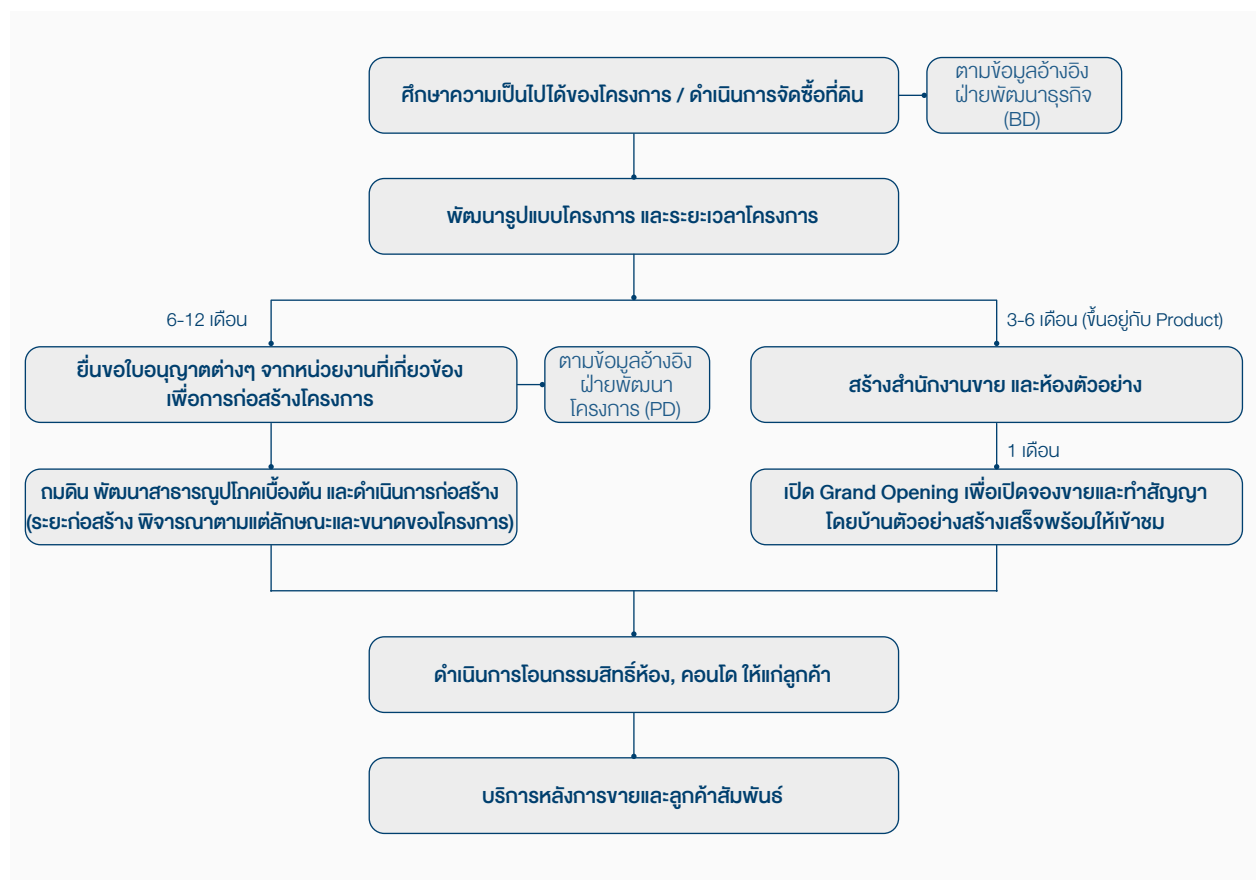 ศึกษาความเป็นไปได้ของโครงการ / ดำเนินการจัดซื้อที่ดิน
ตามข้อมูลอ้างอิง
ฝ่ายพัฒนาธุรกิจ
(BD)
พัฒนารูปแบบโครงการ และระยะเวลาโครงการ
6-12 เดือน
3-6 เดือน (ขึ้นอยู่กับ Product)
ยื่นขอใบอนุญาตต่างๆ จากหน่วยงานที่เกี่ยวข้อง
เพื่อการก่อสร้างโครงการ
ตามข้อมูลอ้างอิง
ฝ่ายพัฒนา
โครงการ (PD)
สร้างสำนักงานขาย และห้องตัวอย่าง
1 เดือน
ถมดิน พัฒนาสาธารณูปโภคเบื้องต้น และดำเนินการก่อสร้าง
(ระยะก่อสร้าง พิจารณาตามแต่ลักษณะและขนาดของโครงการ)
เปิด Grand Opening เพื่อเปิดจองขายและทำสัญญา
โดยบ้านตัวอย่างสร้างเสร็จพร้อมให้เข้าชม
ดำเนินการโอนกรรมสิทธิ์ห้อง, คอนโด ให้แก่ลูกค้า
บริการหลังการขายและลูกค้าสัมพันธ์